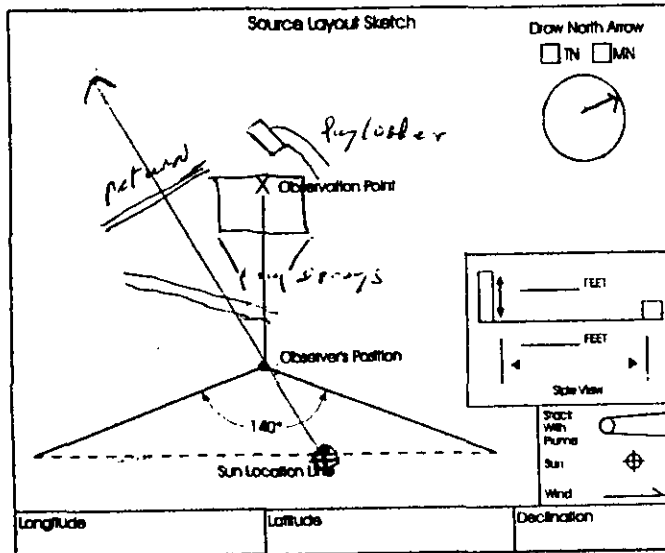 Source Layout Sketch
Draw North Arrow
TN MN
X Observation Point
FEET
FEET
Side View
Observer's Position
140°
Sun Location Line
Stack
With
Plume
Sun
Wind
Longitude
Latitude
Declination